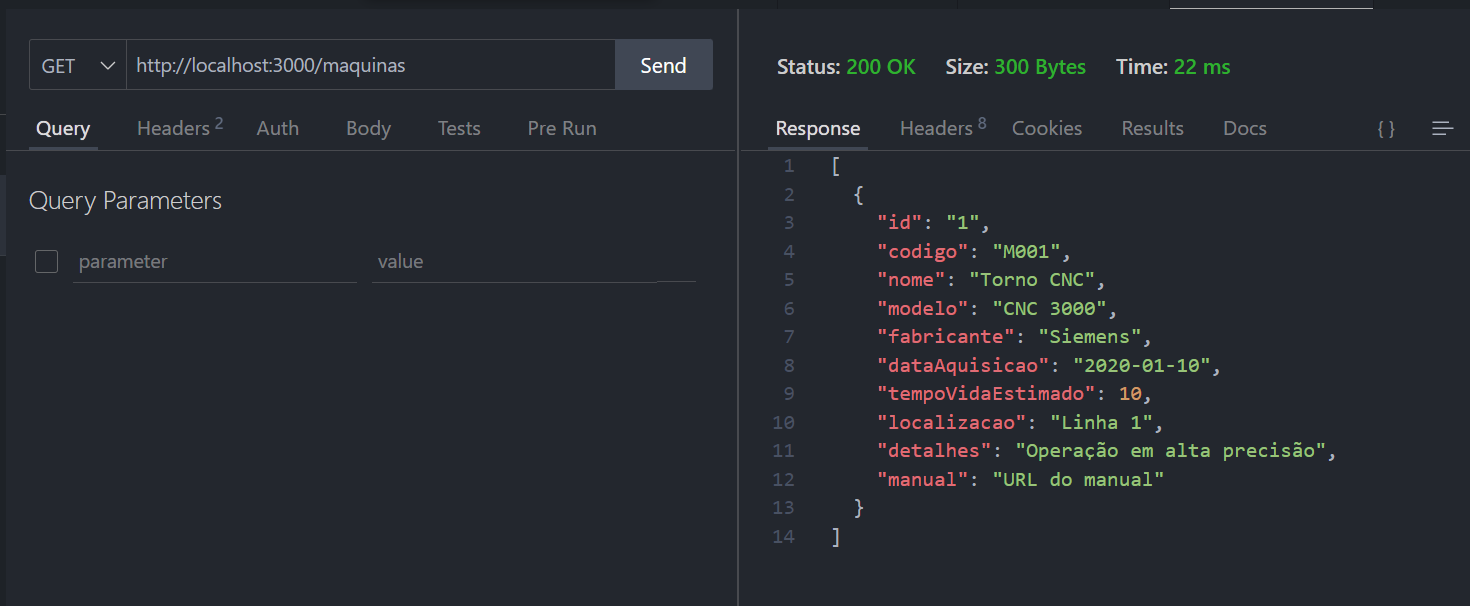 GET http://localhost:3000/maquinas Send
Query Headers 2 Auth Body Tests Pre Run
Query Parameters
parameter value
Status: 200 OK Size: 300 Bytes Time: 22 ms
Response Headers 8 Cookies Results Docs {}
1 [
2 {
3 "id": "1",
4 "codigo": "M001",
5 "nome": "Torno CNC",
6 "modelo": "CNC 3000",
7 "fabricante": "Siemens",
8 "dataAquisicao": "2020-01-10",
9 "tempoVidaEstimado": 10,
10 "localizacao": "Linha 1",
11 "detalhes": "Operação em alta precisão",
12 "manual": "URL do manual"
13 }
14 ]